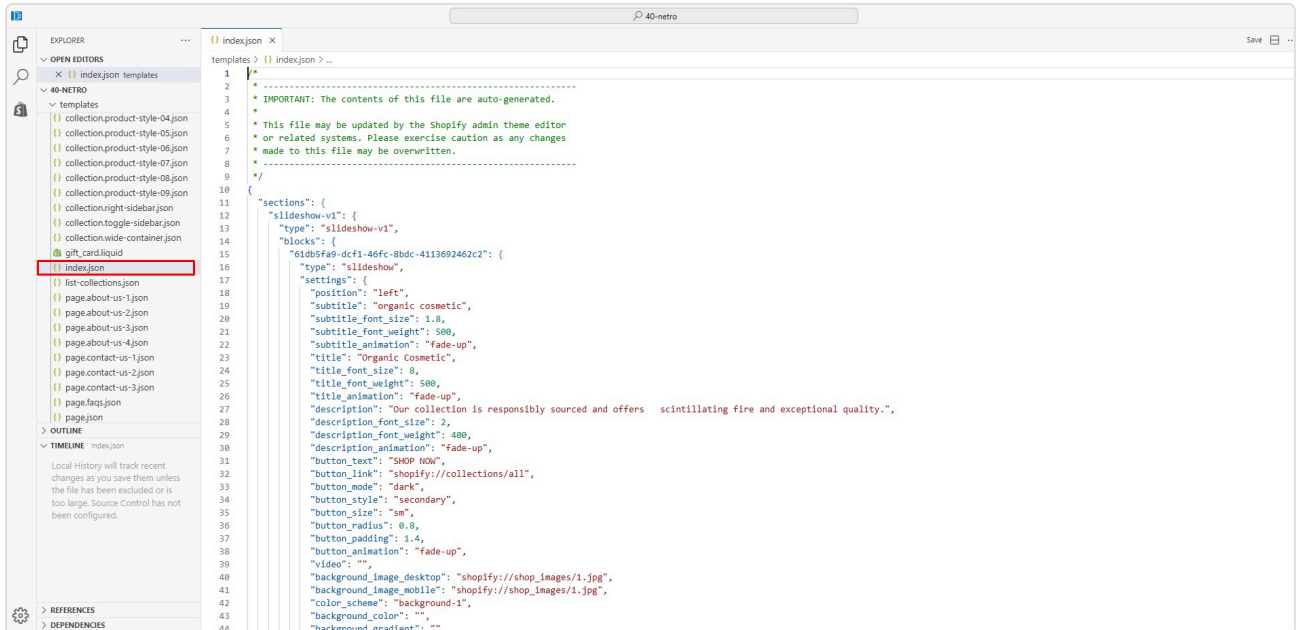 40-netro
EXPLORER ...
OPEN EDITORS
× {} index.json templates
40-NETRO
templates
{} collection.product-style-04.json
{} collection.product-style-05.json
{} collection.product-style-06.json
{} collection.product-style-07.json
{} collection.product-style-08.json
{} collection.product-style-09.json
{} collection.right-sidebar.json
{} collection.toggle-sidebar.json
{} collection.wide-container.json
gift_card.liquid
{} index.json
{} list-collections.json
{} page.about-us-1.json
{} page.about-us-2.json
{} page.about-us-3.json
{} page.about-us-4.json
{} page.contact-us-1.json
{} page.contact-us-2.json
{} page.contact-us-3.json
{} page.faqs.json
{} page.json
> OUTLINE
TIMELINE index.json
Local History will track recent
changes as you save them unless
the file has been excluded or is
too large. Source Control has not
been configured.
> REFERENCES
> DEPENDENCIES
{} index.json ×
Save
templates > {} index.json > ...
1 /*
2 * ------------------------------------------------------------
3 * IMPORTANT: The contents of this file are auto-generated.
4 *
5 * This file may be updated by the Shopify admin theme editor
6 * or related systems. Please exercise caution as any changes
7 * made to this file may be overwritten.
8 * ------------------------------------------------------------
9 */
10 {
11 "sections": {
12 "slideshow-v1": {
13 "type": "slideshow-v1",
14 "blocks": {
15 "61db5fa9-dcf1-46fc-8bdc-4113692462c2": {
16 "type": "slideshow",
17 "settings": {
18 "position": "left",
19 "subtitle": "organic cosmetic",
20 "subtitle_font_size": 1.8,
21 "subtitle_font_weight": 500,
22 "subtitle_animation": "fade-up",
23 "title": "Organic Cosmetic",
24 "title_font_size": 8,
25 "title_font_weight": 500,
26 "title_animation": "fade-up",
27 "description": "Our collection is responsibly sourced and offers   scintillating fire and exceptional quality.",
28 "description_font_size": 2,
29 "description_font_weight": 400,
30 "description_animation": "fade-up",
31 "button_text": "SHOP NOW",
32 "button_link": "shopify://collections/all",
33 "button_mode": "dark",
34 "button_style": "secondary",
35 "button_size": "sm",
36 "button_radius": 0.8,
37 "button_padding": 1.4,
38 "button_animation": "fade-up",
39 "video": "",
40 "background_image_desktop": "shopify://shop_images/1.jpg",
41 "background_image_mobile": "shopify://shop_images/1.jpg",
42 "color_scheme": "background-1",
43 "background_color": "",
44 "background_gradient": ""